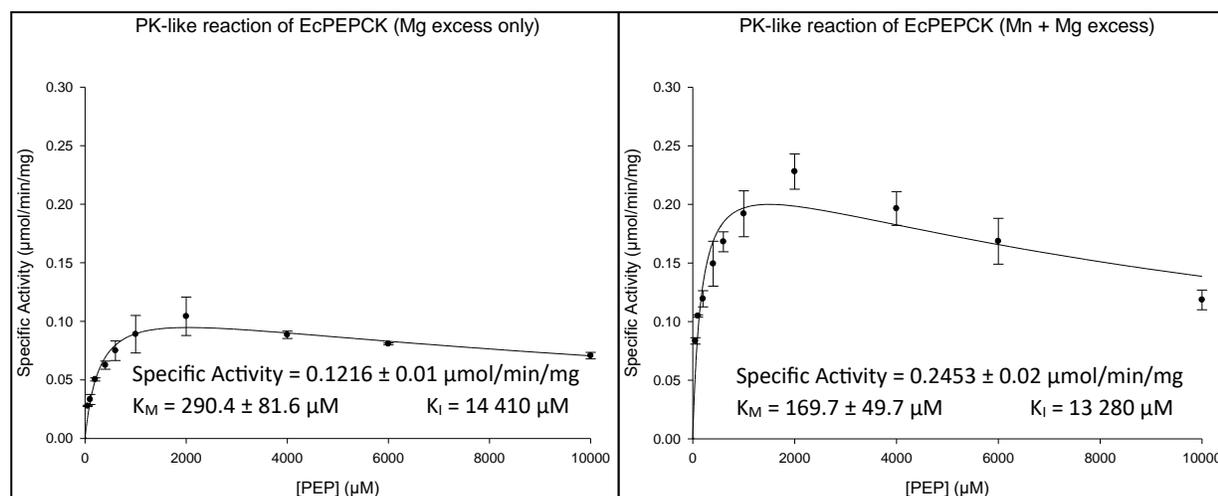 PK-like reaction of EcPEPCK (Mg excess only)
Specific Activity (μmol/min/mg)
0.30
0.25
0.20
0.15
0.10
0.05
0.00
Specific Activity = 0.1216 ± 0.01 μmol/min/mg
KM = 290.4 ± 81.6 μM KI = 14 410 μM
0 2000 4000 6000 8000 10000
[PEP] (μM)
PK-like reaction of EcPEPCK (Mn + Mg excess)
Specific Activity (μmol/min/mg)
0.30
0.25
0.20
0.15
0.10
0.05
0.00
Specific Activity = 0.2453 ± 0.02 μmol/min/mg
KM = 169.7 ± 49.7 μM KI = 13 280 μM
0 2000 4000 6000 8000 10000
[PEP] (μM)